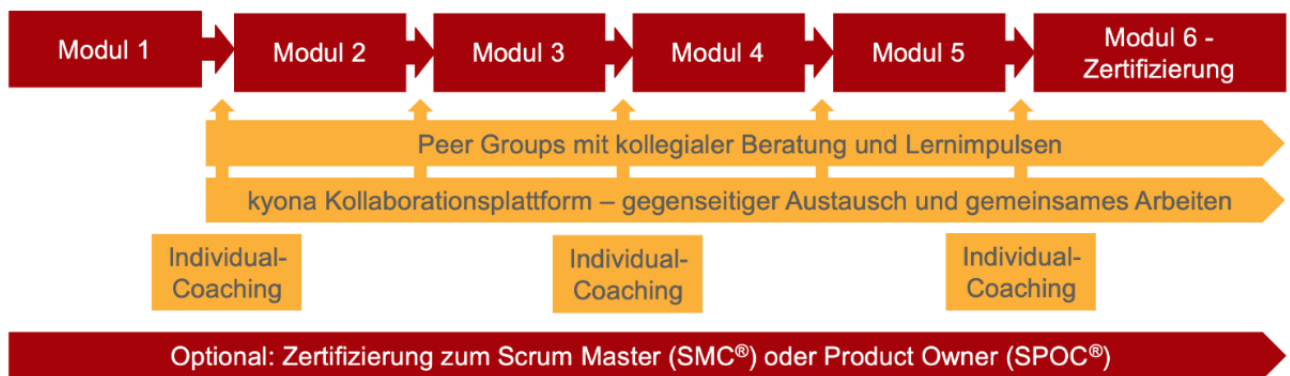 Modul 1
Modul 2
Modul 3
Modul 4
Modul 5
Modul 6 -
Zertifizierung
Peer Groups mit kollegialer Beratung und Lernimpulsen
kyona Kollaborationsplattform – gegenseitiger Austausch und gemeinsames Arbeiten
Individual-
Coaching
Individual-
Coaching
Individual-
Coaching
Optional: Zertifizierung zum Scrum Master (SMC®) oder Product Owner (SPOC®)